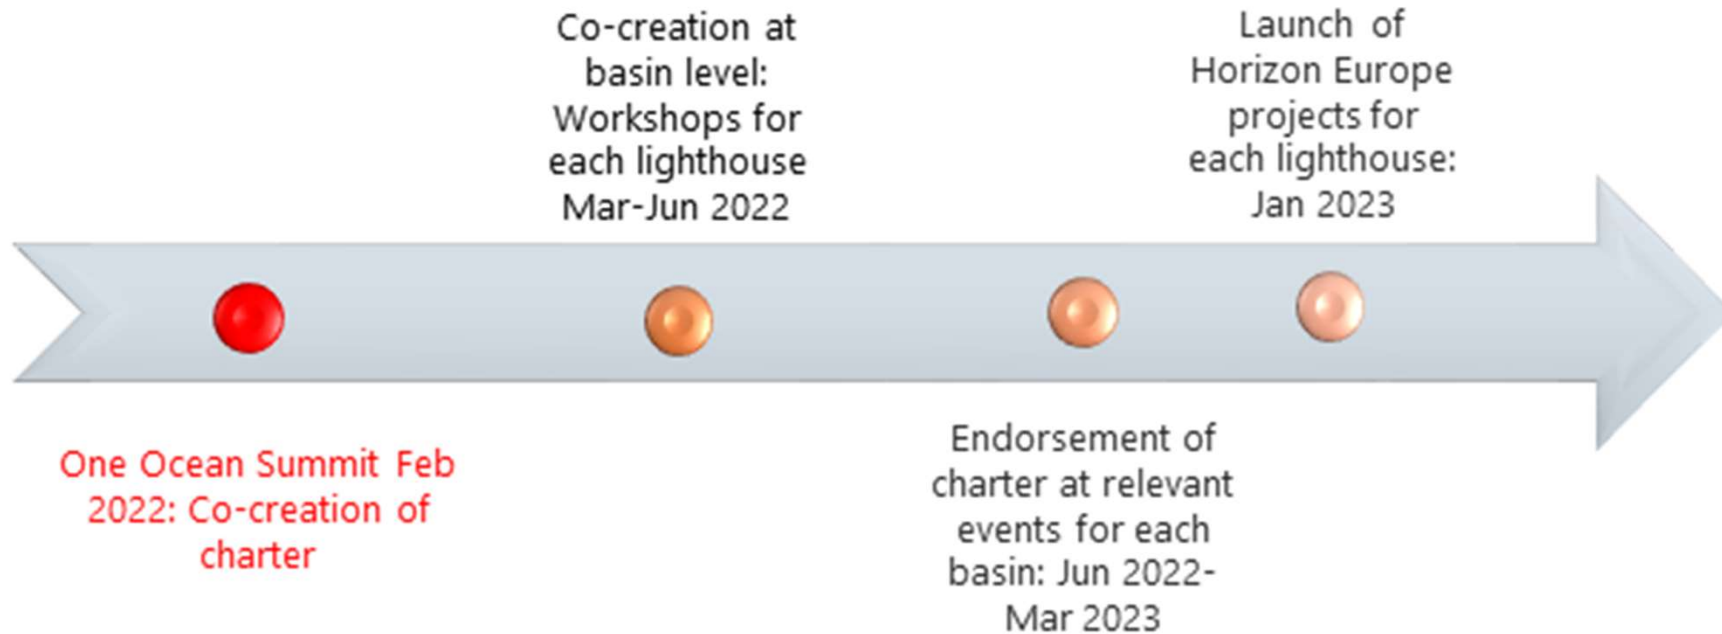 Co-creation at
basin level:
Workshops for
each lighthouse
Mar-Jun 2022
Launch of
Horizon Europe
projects for
each lighthouse:
Jan 2023
One Ocean Summit Feb
2022: Co-creation of
charter
Endorsement of
charter at relevant
events for each
basin: Jun 2022-
Mar 2023